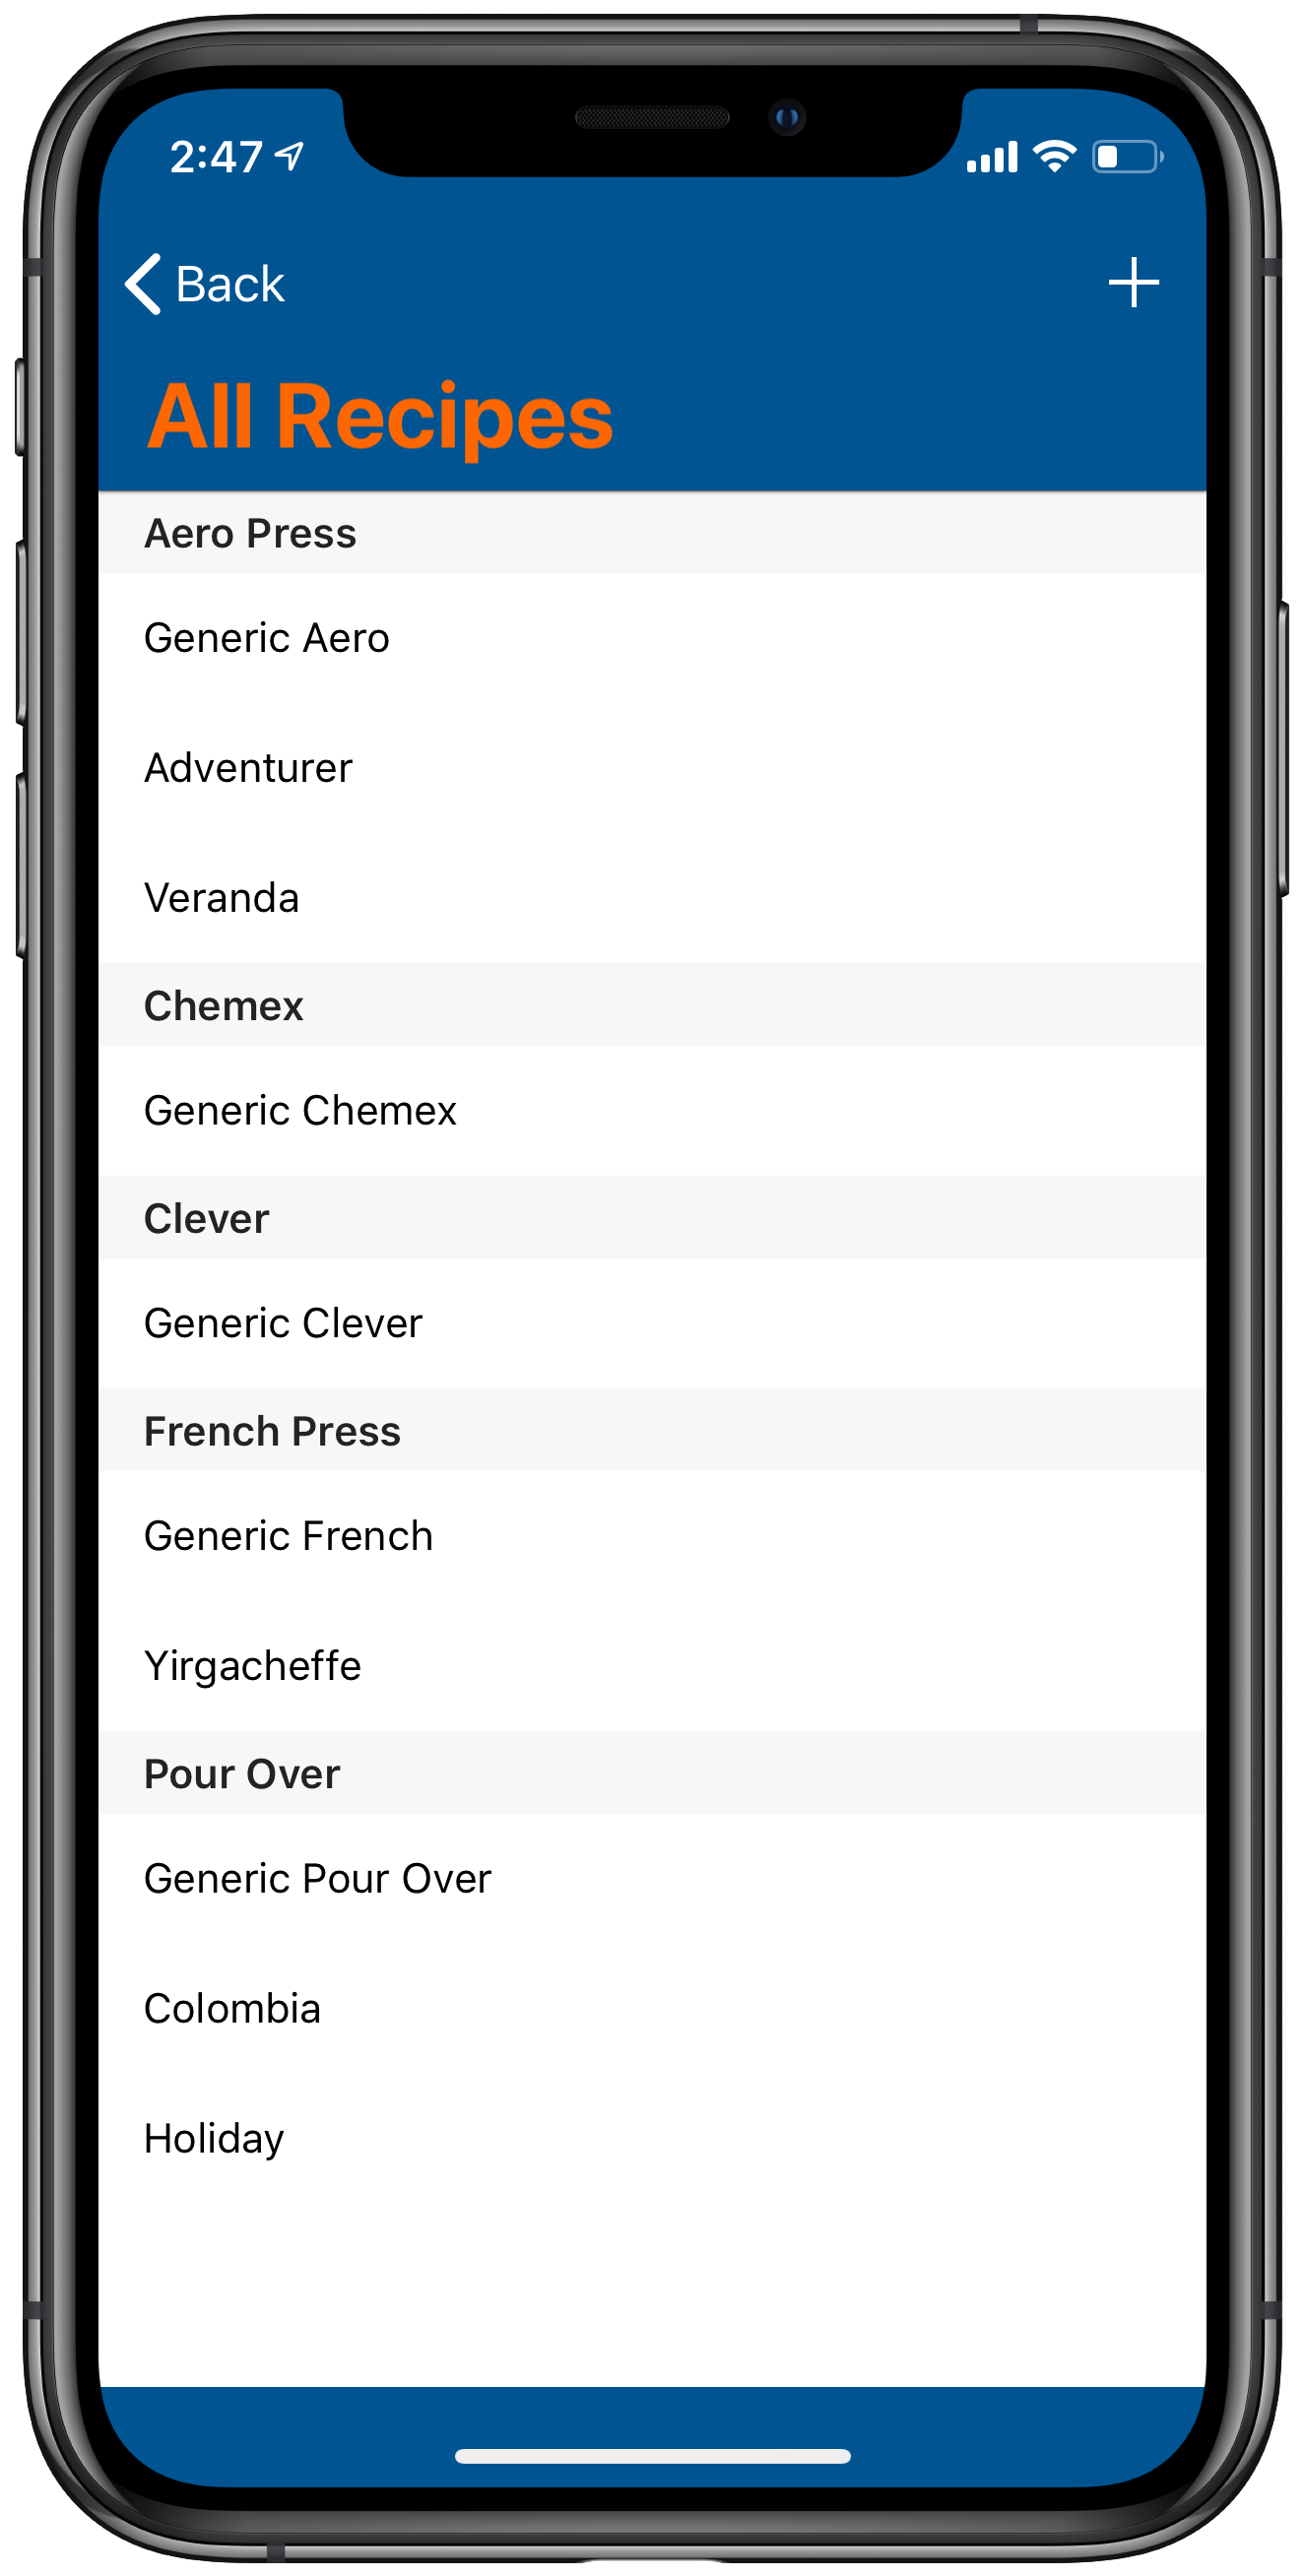 2:47
Back
All Recipes
Aero Press
Generic Aero
Adventurer
Veranda
Chemex
Generic Chemex
Clever
Generic Clever
French Press
Generic French
Yirgacheffe
Pour Over
Generic Pour Over
Colombia
Holiday